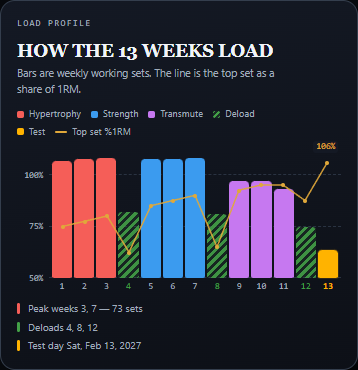 LOAD PROFILE
HOW THE 13 WEEKS LOAD
Bars are weekly working sets. The line is the top set as a
share of 1RM.
Hypertrophy Strength Transmute Deload
Test Top set %1RM
106%
100%
75%
50%
1 2 3 4 5 6 7 8 9 10 11 12 13
Peak weeks 3, 7 — 73 sets
Deloads 4, 8, 12
Test day Sat, Feb 13, 2027